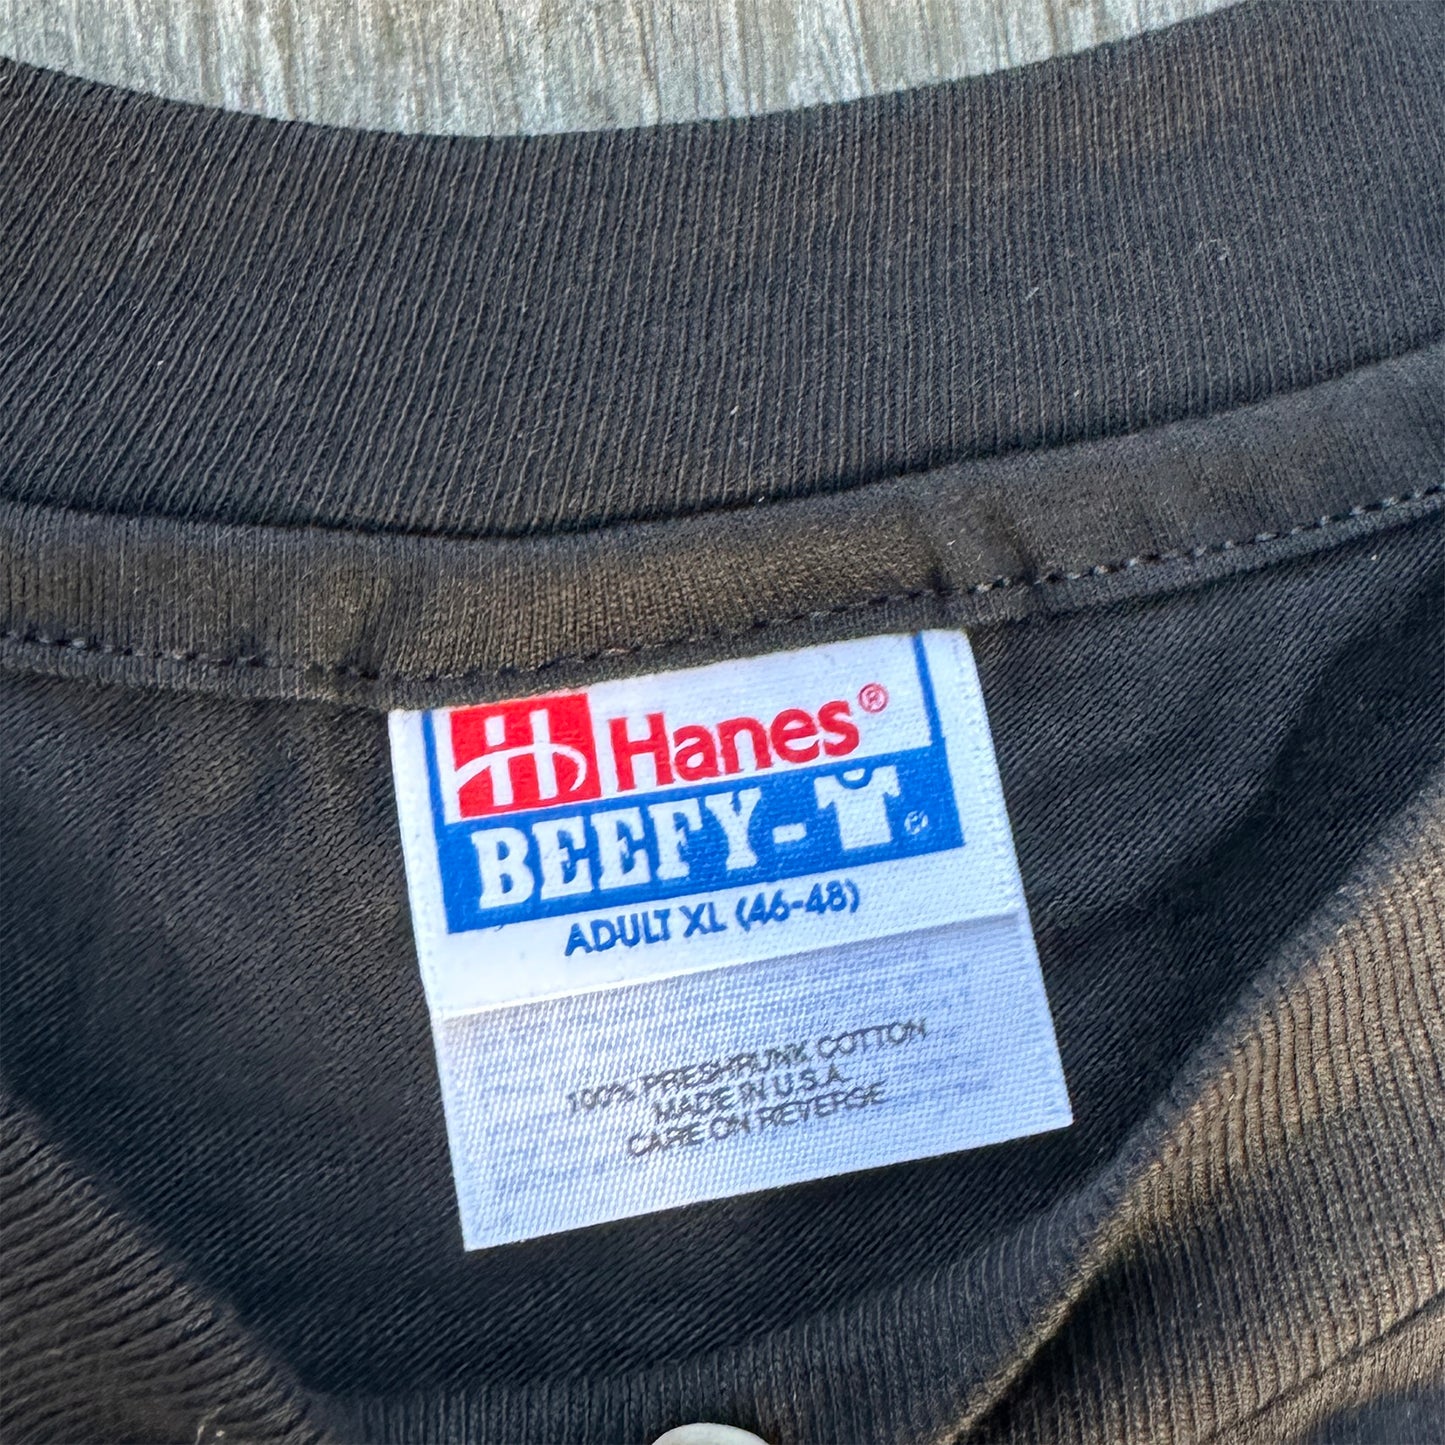 Hanes®
BEEFY-T®
ADULT XL (46-48)
100% PRESHRUNK COTTON
MADE IN U.S.A.
CARE ON REVERSE